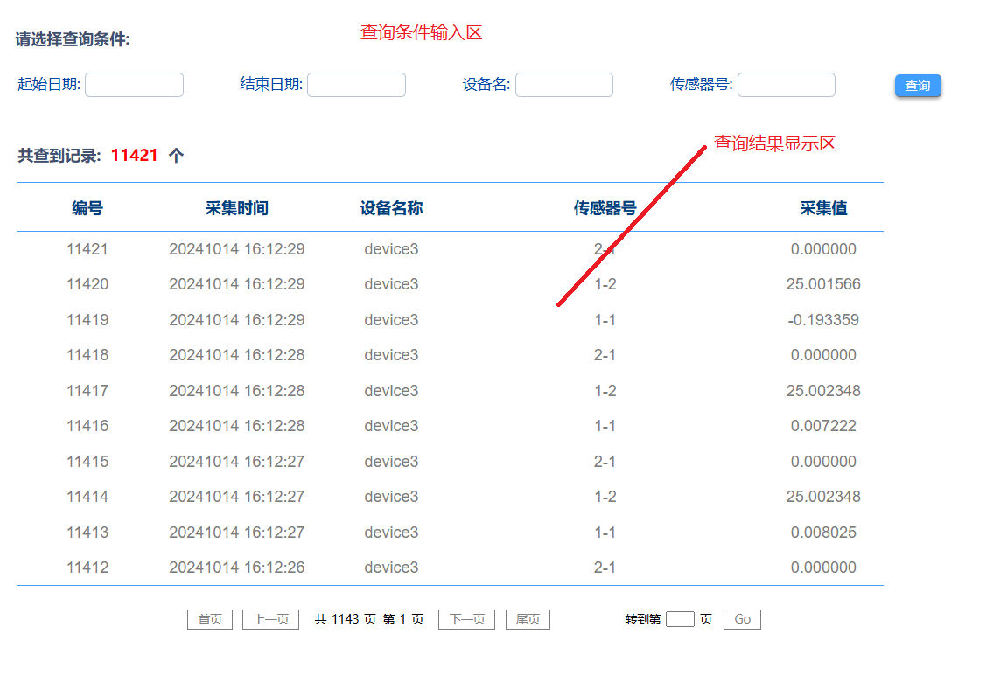 查询条件输入区
请选择查询条件:
起始日期: 结束日期: 设备名: 传感器号: 查询
查询结果显示区
共查到记录: 11421 个
编号 采集时间 设备名称 传感器号 采集值
11421 20241014 16:12:29 device3 2-1 0.000000
11420 20241014 16:12:29 device3 1-2 25.001566
11419 20241014 16:12:29 device3 1-1 -0.193359
11418 20241014 16:12:28 device3 2-1 0.000000
11417 20241014 16:12:28 device3 1-2 25.002348
11416 20241014 16:12:28 device3 1-1 0.007222
11415 20241014 16:12:27 device3 2-1 0.000000
11414 20241014 16:12:27 device3 1-2 25.002348
11413 20241014 16:12:27 device3 1-1 0.008025
11412 20241014 16:12:26 device3 2-1 0.000000
首页 上一页 共 1143 页 第 1 页 下一页 尾页 转到第 页 Go